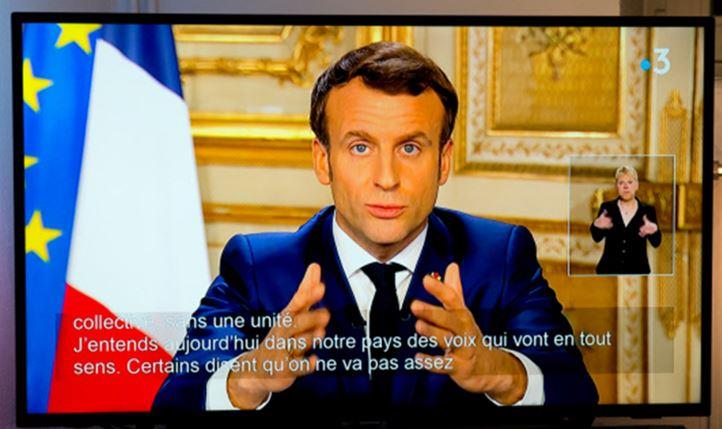 3
collective, sans une unité.
J'entends aujourd'hui dans notre pays des voix qui vont en tout
sens. Certains disent qu'on ne va pas assez